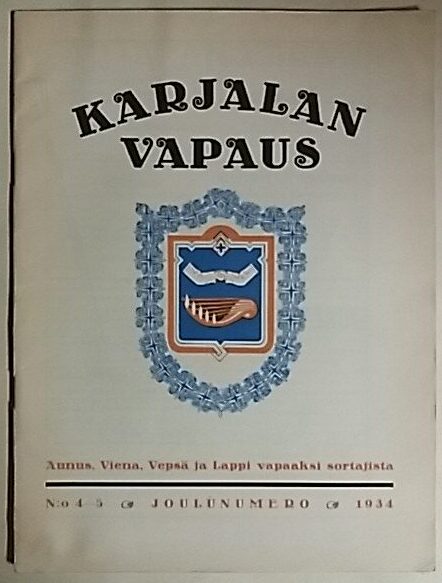 KARJALAN
VAPAUS
Aunus, Viena, Vepsä ja Lappi vapaaksi sortajista
N:o 4-5 JOULUNUMERO 1934